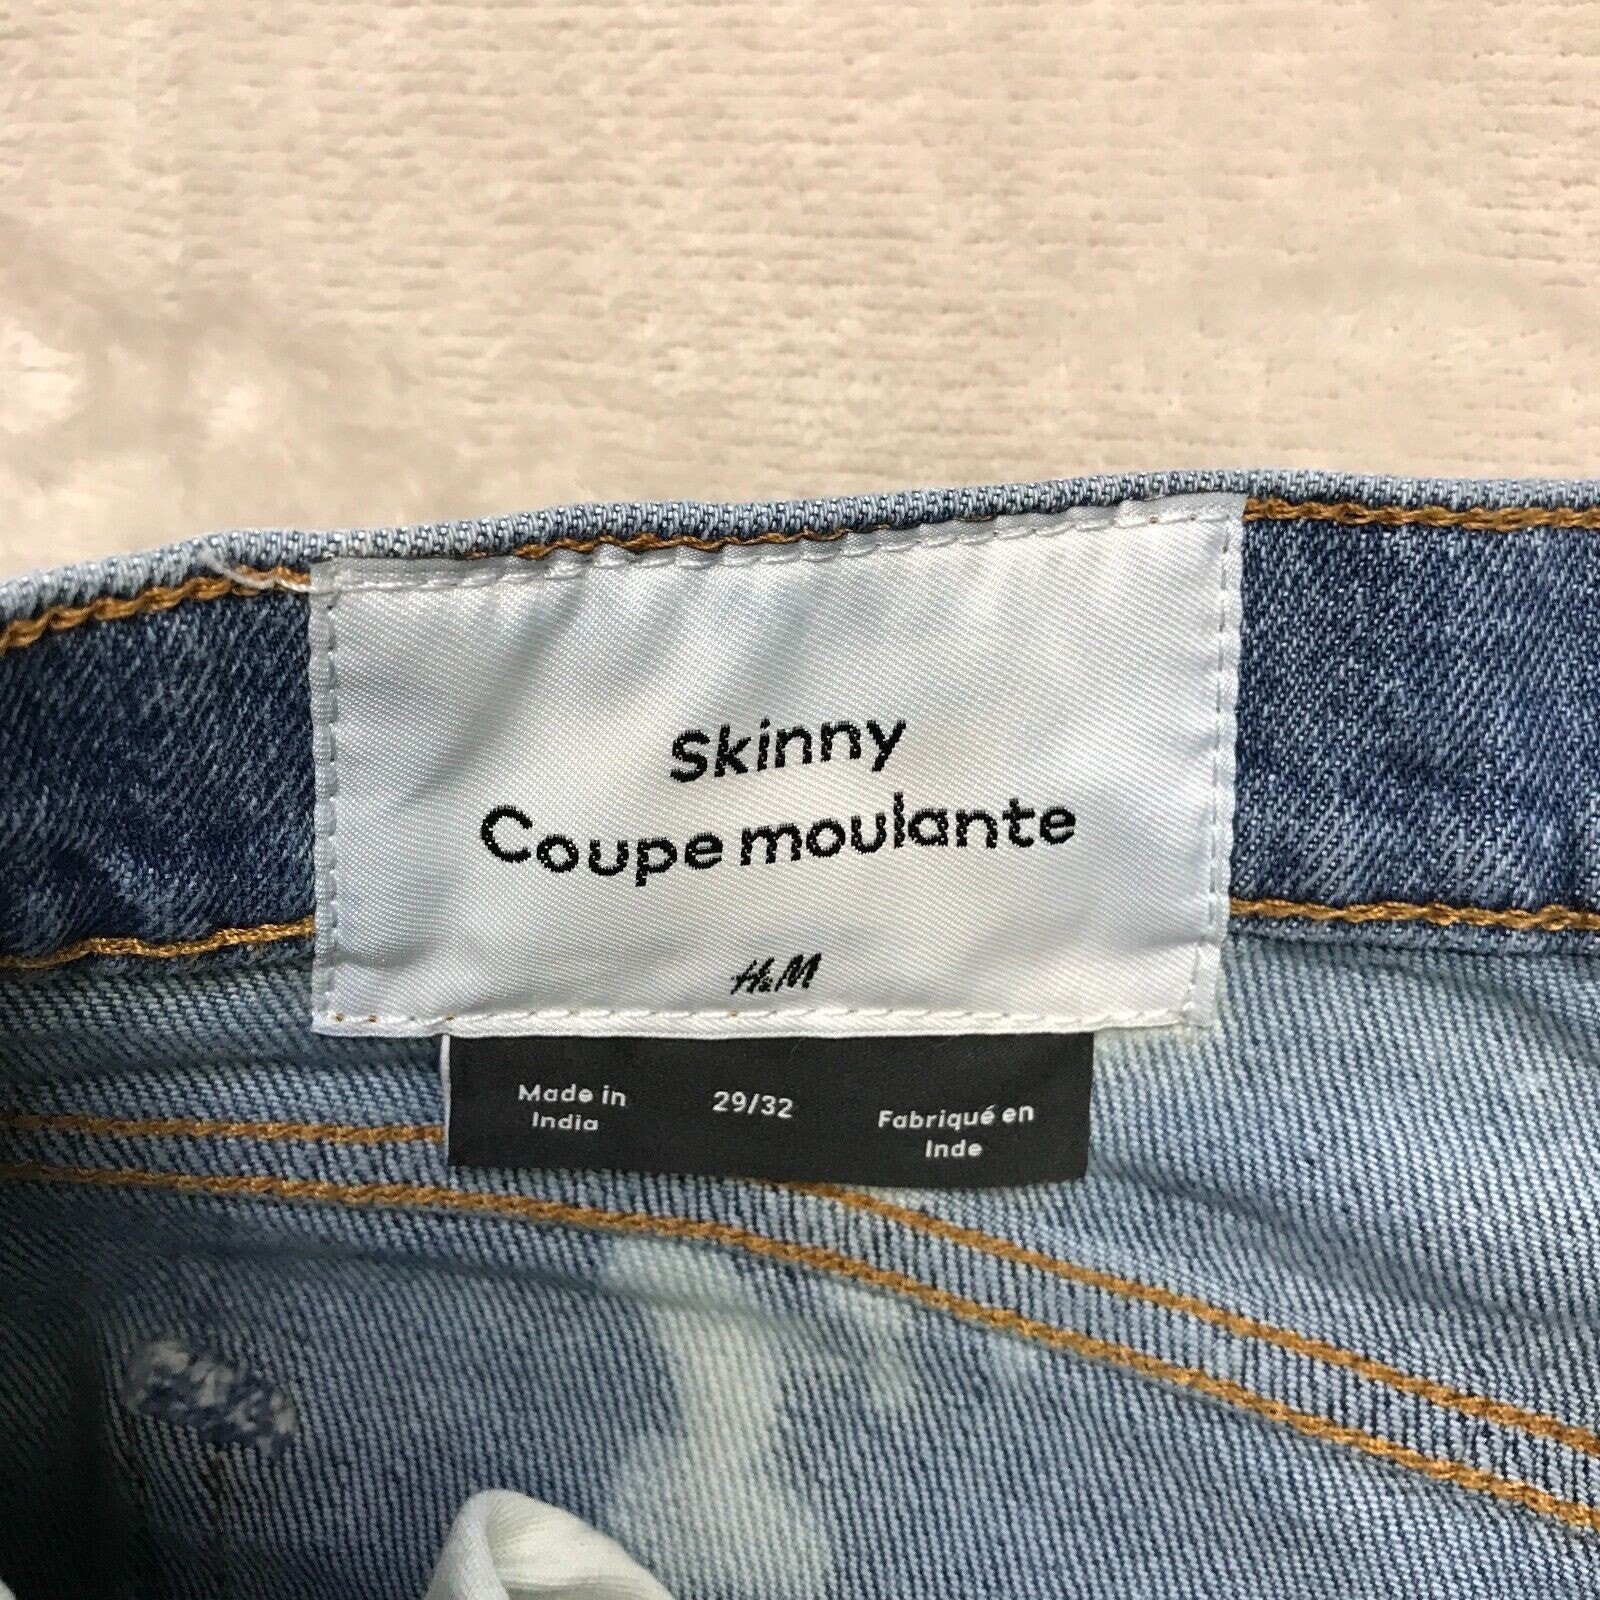 Skinny
Coupe moulante
H&M
Made in
India
29/32
Fabriqué en
Inde